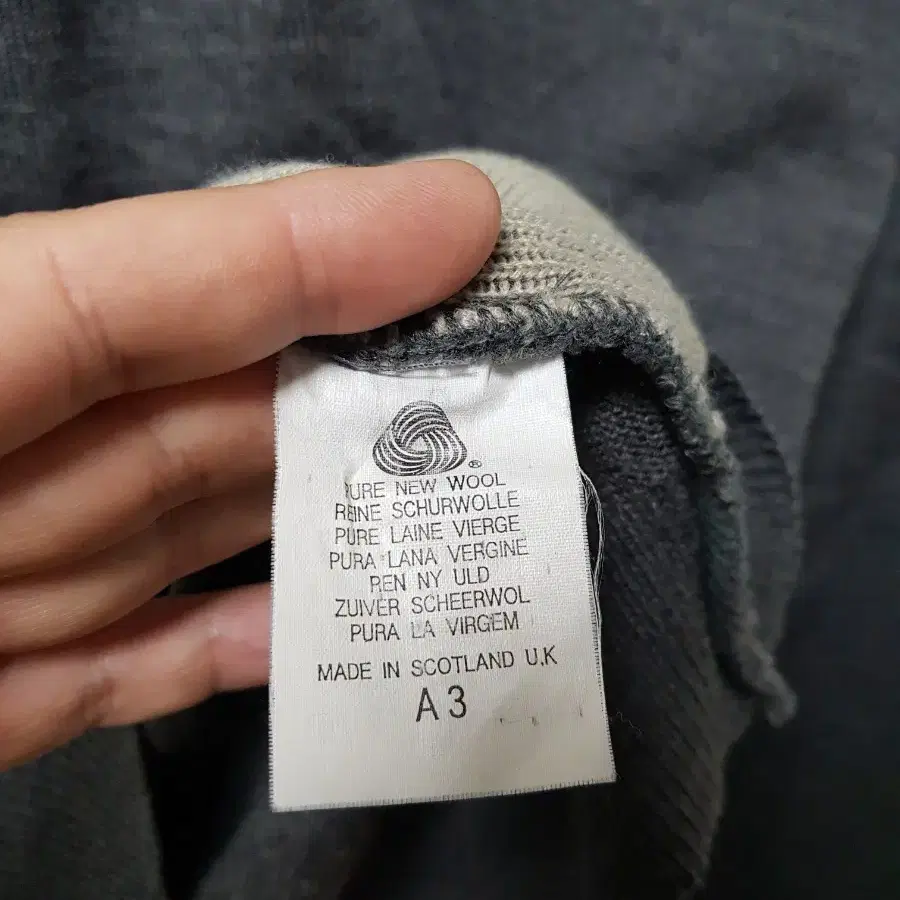 ®
PURE NEW WOOL
REINE SCHURWOLLE
PURE LAINE VIERGE
PURA LANA VERGINE
REN NY ULD
ZUIVER SCHEERWOL
PURA LA VIRGEM
MADE IN SCOTLAND U.K
A3